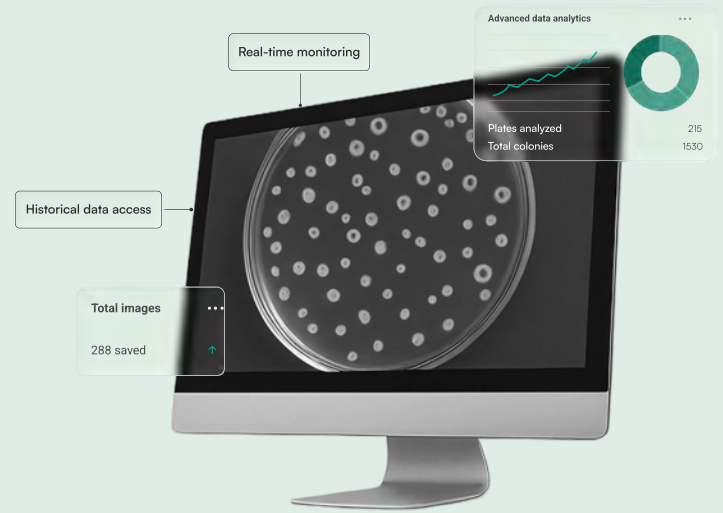 Advanced data analytics
Real-time monitoring
Plates analyzed 215
Total colonies 1530
Historical data access
Total images
288 saved